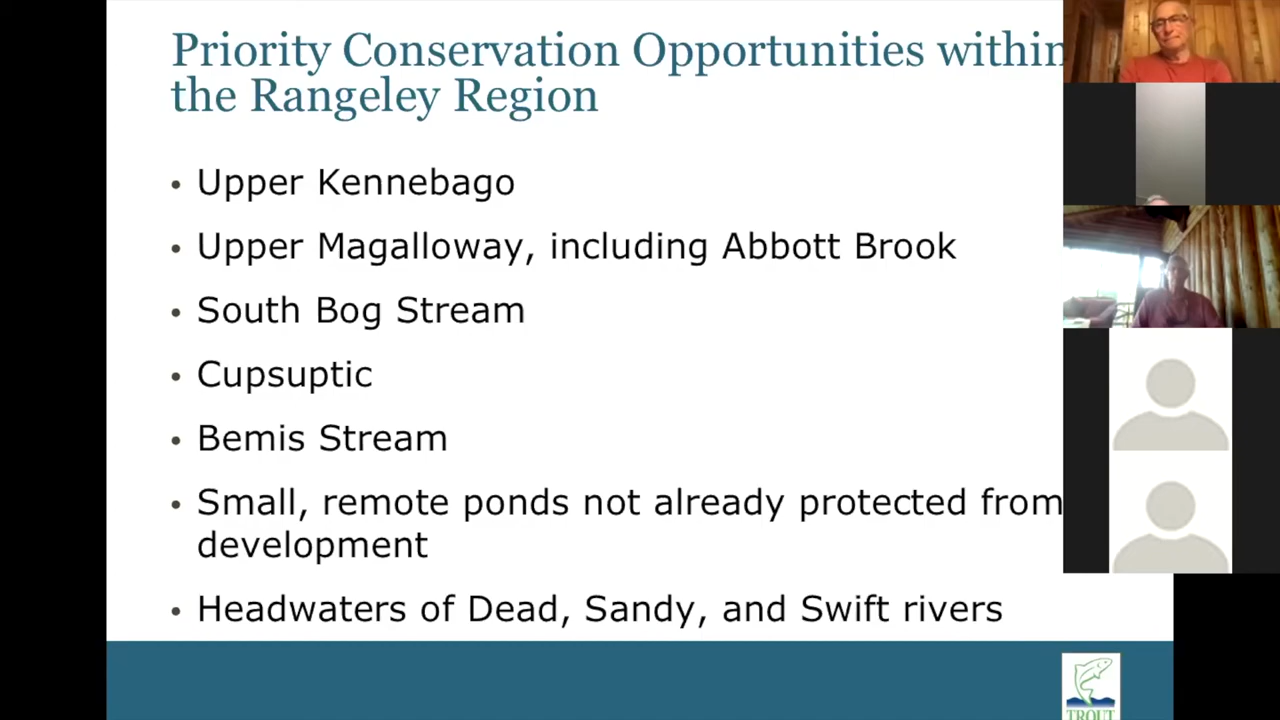 Priority Conservation Opportunities within
the Rangeley Region
• Upper Kennebago
• Upper Magalloway, including Abbott Brook
• South Bog Stream
• Cupsuptic
• Bemis Stream
• Small, remote ponds not already protected from
development
• Headwaters of Dead, Sandy, and Swift rivers
TROUT